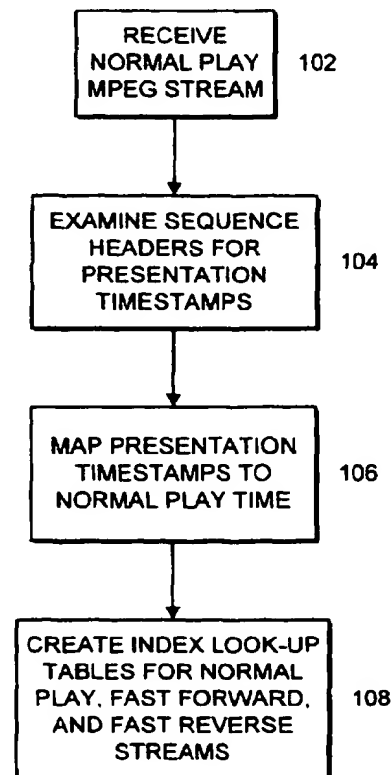 RECEIVE
NORMAL PLAY
MPEG STREAM
102
EXAMINE SEQUENCE
HEADERS FOR
PRESENTATION
TIMESTAMPS
104
MAP PRESENTATION
TIMESTAMPS TO
NORMAL PLAY TIME
106
CREATE INDEX LOOK-UP
TABLES FOR NORMAL
PLAY, FAST FORWARD,
AND FAST REVERSE
STREAMS
108